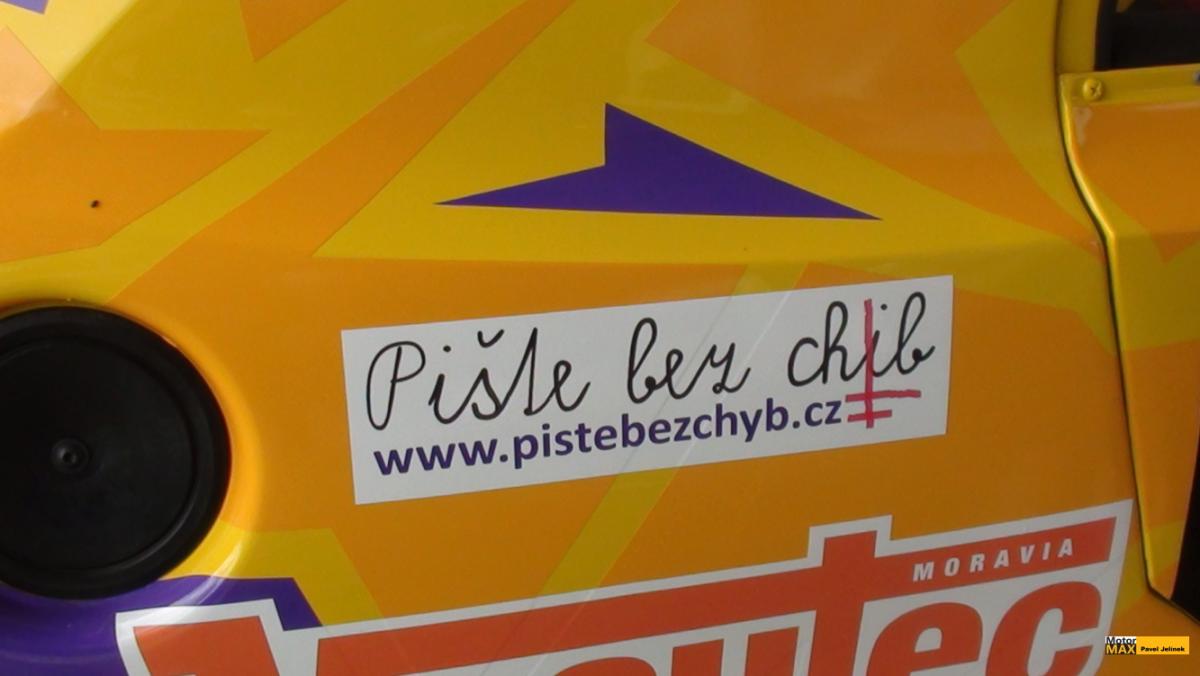 Pište bez chib
www.pistebezchyb.cz
MORAVIA
Motor
MAX Pavel Jelínek